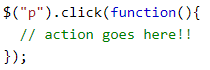 $("p").click(function(){
  // action goes here!!
});